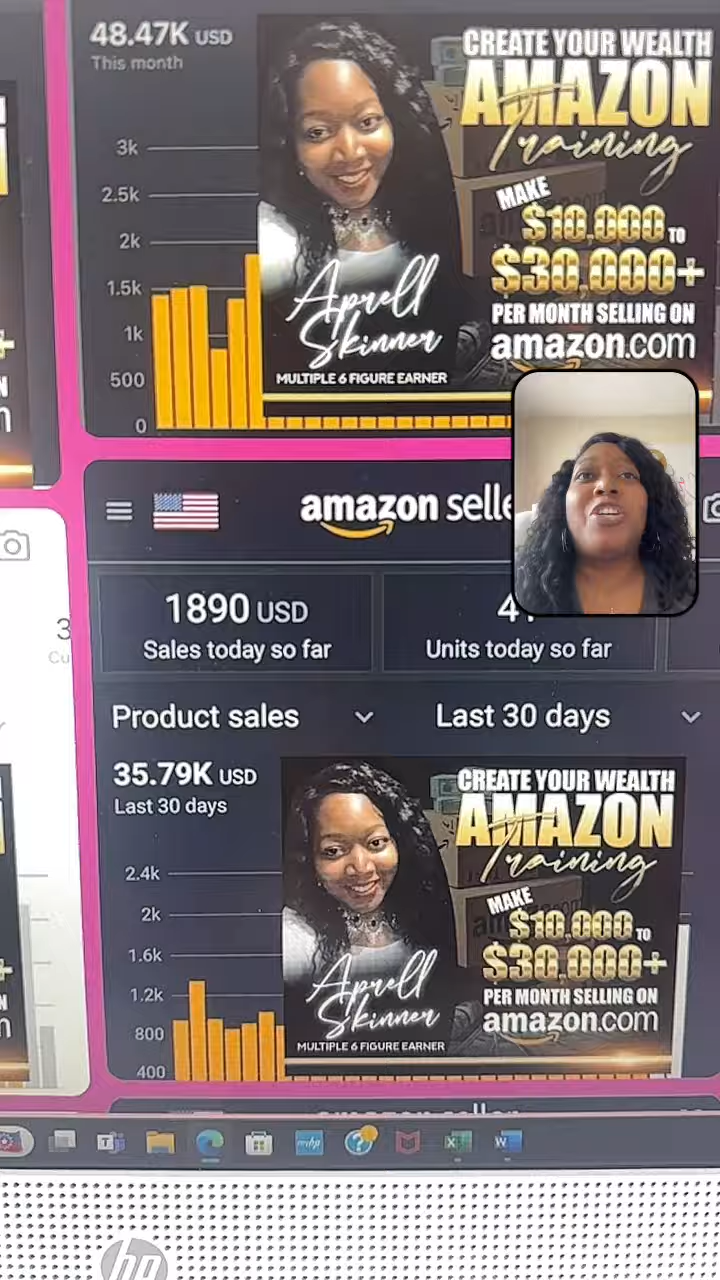 48.47K USD
This month
3k
2.5k
2k
1.5k
1k
500
0
CREATE YOUR WEALTH
AMAZON
Training
MAKE
$10,000 TO
$30,000+
PER MONTH SELLING ON
amazon.com
Aprell
Skinner
MULTIPLE 6 FIGURE EARNER
amazon selle
1890 USD
Sales today so far
Units today so far
Product sales
Last 30 days
35.79K USD
Last 30 days
2.4k
2k
1.6k
1.2k
800
400
CREATE YOUR WEALTH
AMAZON
Training
MAKE
$10,000 TO
$30,000+
PER MONTH SELLING ON
amazon.com
Aprell
Skinner
MULTIPLE 6 FIGURE EARNER
hp